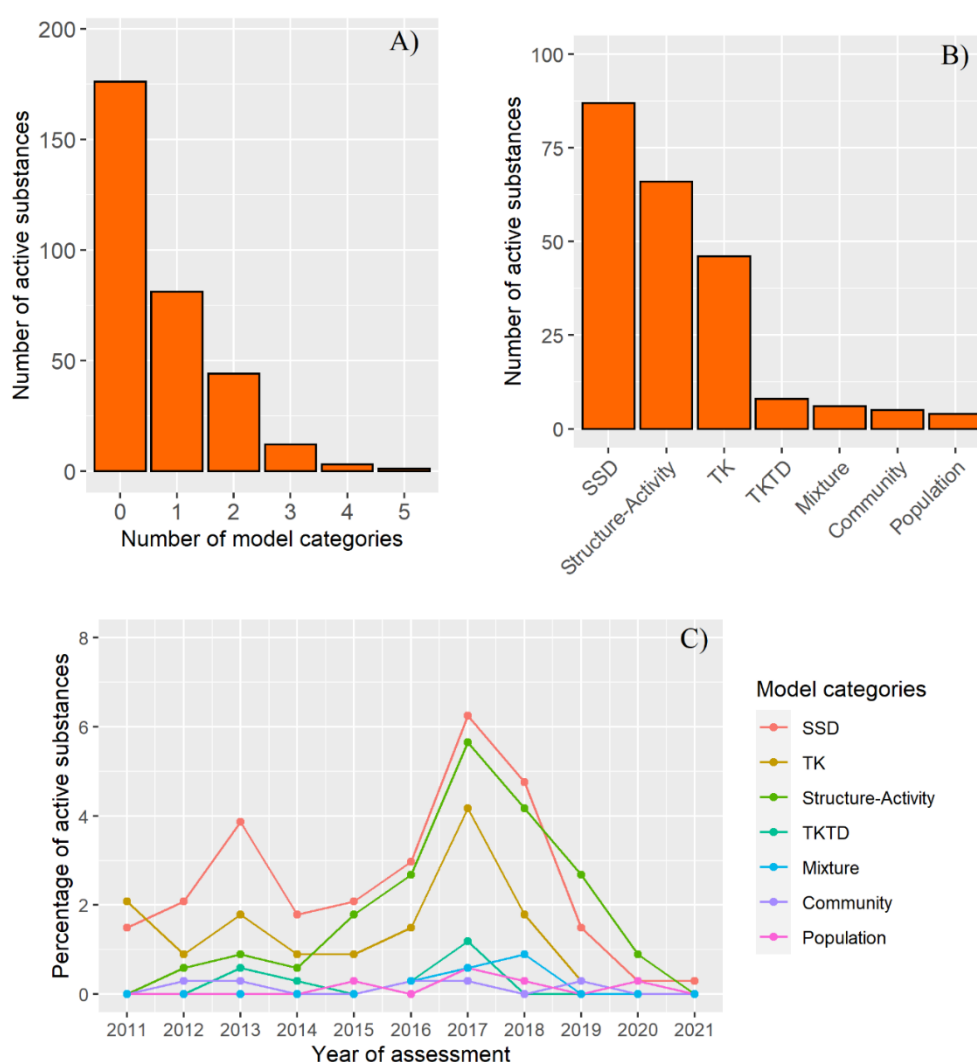 A)
Number of active substances
200
150
100
50
0
0 1 2 3 4 5
Number of model categories
B)
Number of active substances
100
75
50
25
0
SSD
Structure-Activity
TK
TKTD
Mixture
Community
Population
C)
Percentage of active substances
8
6
4
2
0
2011 2012 2013 2014 2015 2016 2017 2018 2019 2020 2021
Year of assessment
Model categories
SSD
TK
Structure-Activity
TKTD
Mixture
Community
Population